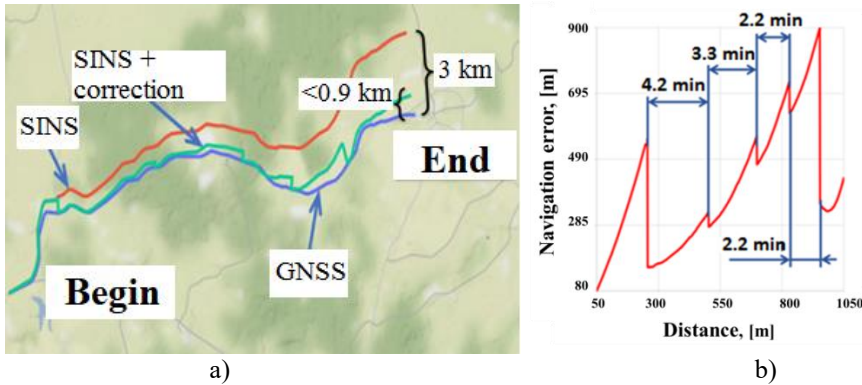 SINS +
correction
3 km
<0.9 km
SINS
End
GNSS
Begin
a)
Navigation error, [m]
900
695
490
285
80
2.2 min
3.3 min
4.2 min
2.2 min
50
300
550
800
1050
Distance, [m]
b)